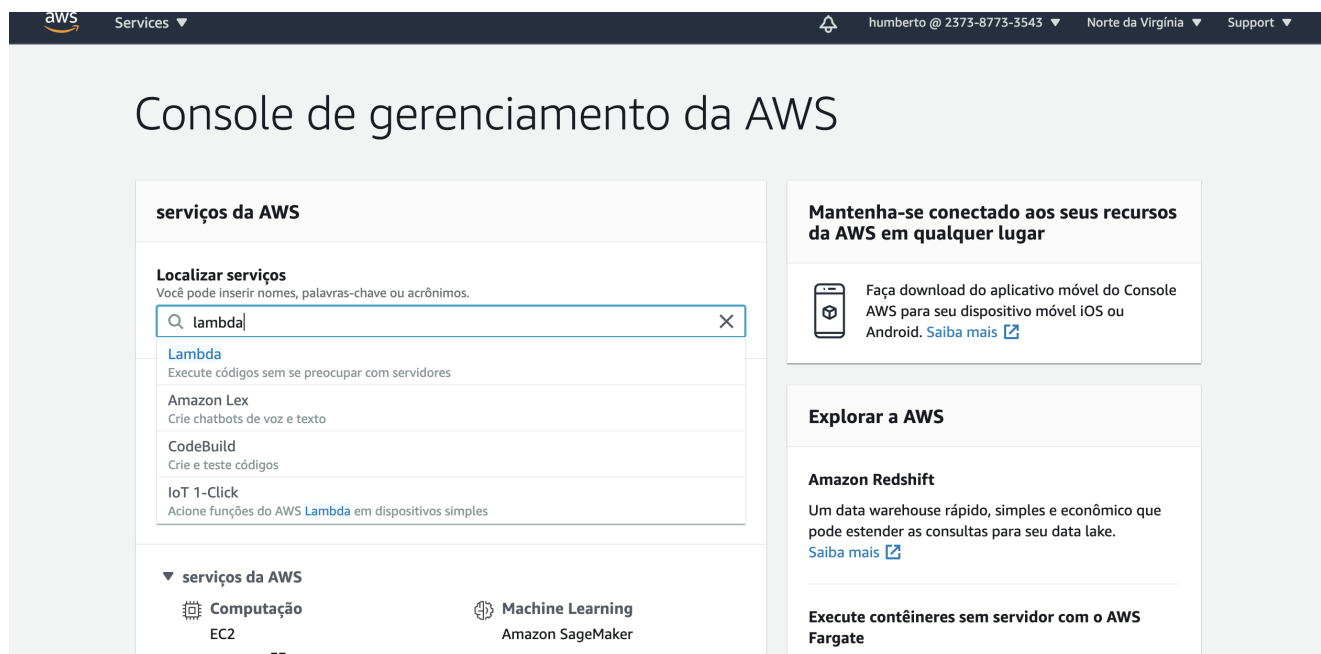 aws
Services
humberto @ 2373-8773-3543
Norte da Virgínia
Support
Console de gerenciamento da AWS
serviços da AWS
Localizar serviços
Você pode inserir nomes, palavras-chave ou acrônimos.
lambda
Lambda
Execute códigos sem se preocupar com servidores
Amazon Lex
Crie chatbots de voz e texto
CodeBuild
Crie e teste códigos
IoT 1-Click
Acione funções do AWS Lambda em dispositivos simples
serviços da AWS
Computação
EC2
Machine Learning
Amazon SageMaker
Mantenha-se conectado aos seus recursos
da AWS em qualquer lugar
Faça download do aplicativo móvel do Console
AWS para seu dispositivo móvel iOS ou
Android. Saiba mais
Explorar a AWS
Amazon Redshift
Um data warehouse rápido, simples e econômico que
pode estender as consultas para seu data lake.
Saiba mais
Execute contêineres sem servidor com o AWS
Fargate